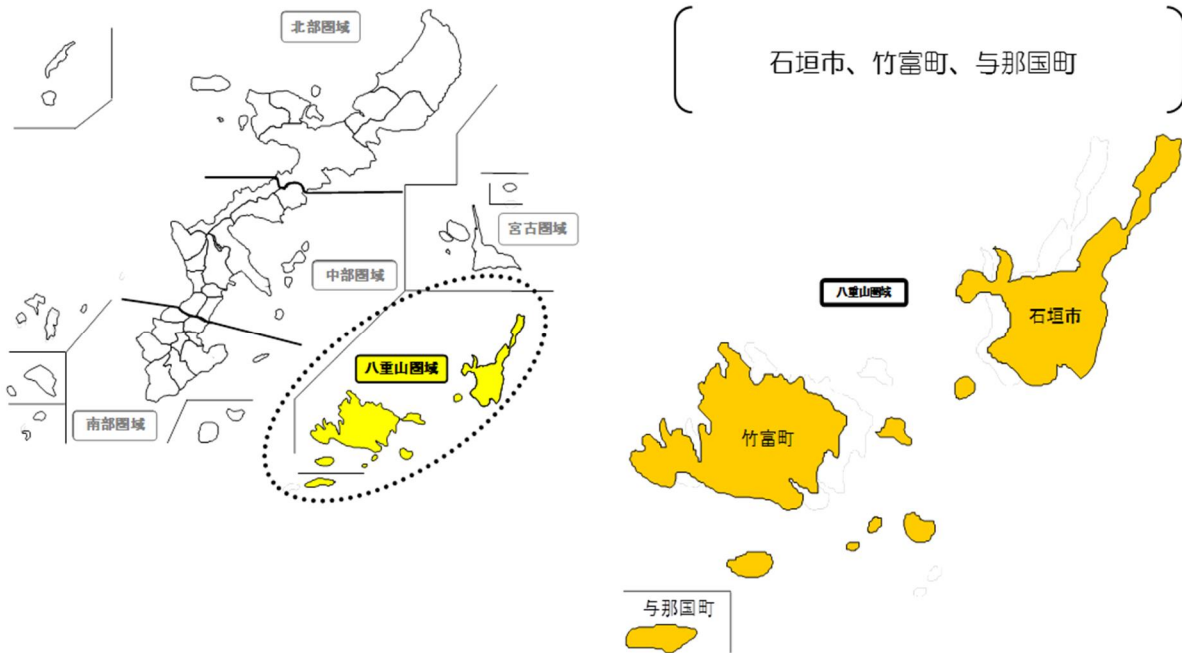 北部圏域
宮古圏域
中部圏域
八重山圏域
南部圏域
石垣市、竹富町、与那国町
八重山圏域
石垣市
竹富町
与那国町